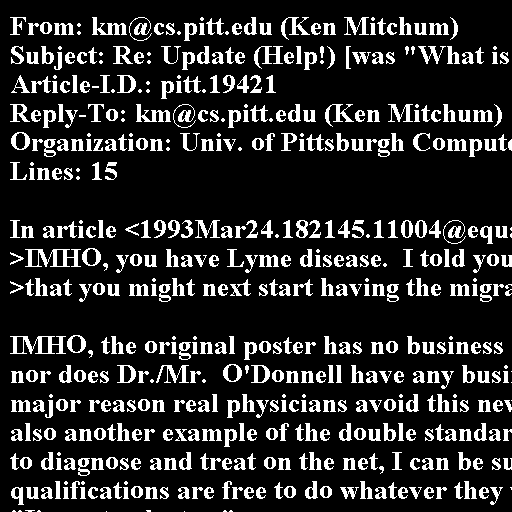 From: km@cs.pitt.edu (Ken Mitchum)
Subject: Re: Update (Help!) [was "What is
Article-I.D.: pitt.19421
Reply-To: km@cs.pitt.edu (Ken Mitchum)
Organization: Univ. of Pittsburgh Compute
Lines: 15

In article <1993Mar24.182145.11004@equa
>IMHO, you have Lyme disease.  I told you
>that you might next start having the migra

IMHO, the original poster has no business
nor does Dr./Mr.  O'Donnell have any busi
major reason real physicians avoid this new
also another example of the double standar
to diagnose and treat on the net, I can be su
qualifications are free to do whatever they